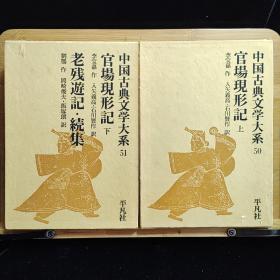 中国古典文学大系 50
官場現形記 上
李宝嘉 作 入矢義高・石川賢作 訳
平凡社
中国古典文学大系 51
官場現形記 下
李宝嘉 作 入矢義高・石川賢作 訳
老残遊記・続集
劉鶚 作 岡崎俊夫・飯塚朗 訳
平凡社